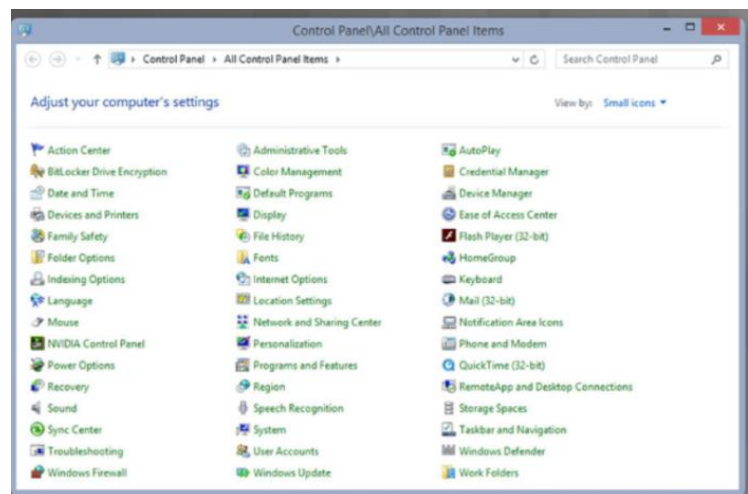 Control Panel\All Control Panel Items
Control Panel All Control Panel Items Search Control Panel
Adjust your computer's settings View by: Small icons
Action Center Administrative Tools AutoPlay
BitLocker Drive Encryption Color Management Credential Manager
Date and Time Default Programs Device Manager
Devices and Printers Display Ease of Access Center
Family Safety File History Flash Player (32-bit)
Folder Options Fonts HomeGroup
Indexing Options Internet Options Keyboard
Language Location Settings Mail (32-bit)
Mouse Network and Sharing Center Notification Area Icons
NVIDIA Control Panel Personalization Phone and Modem
Power Options Programs and Features QuickTime (32-bit)
Recovery Region RemoteApp and Desktop Connections
Sound Speech Recognition Storage Spaces
Sync Center System Taskbar and Navigation
Troubleshooting User Accounts Windows Defender
Windows Firewall Windows Update Work Folders